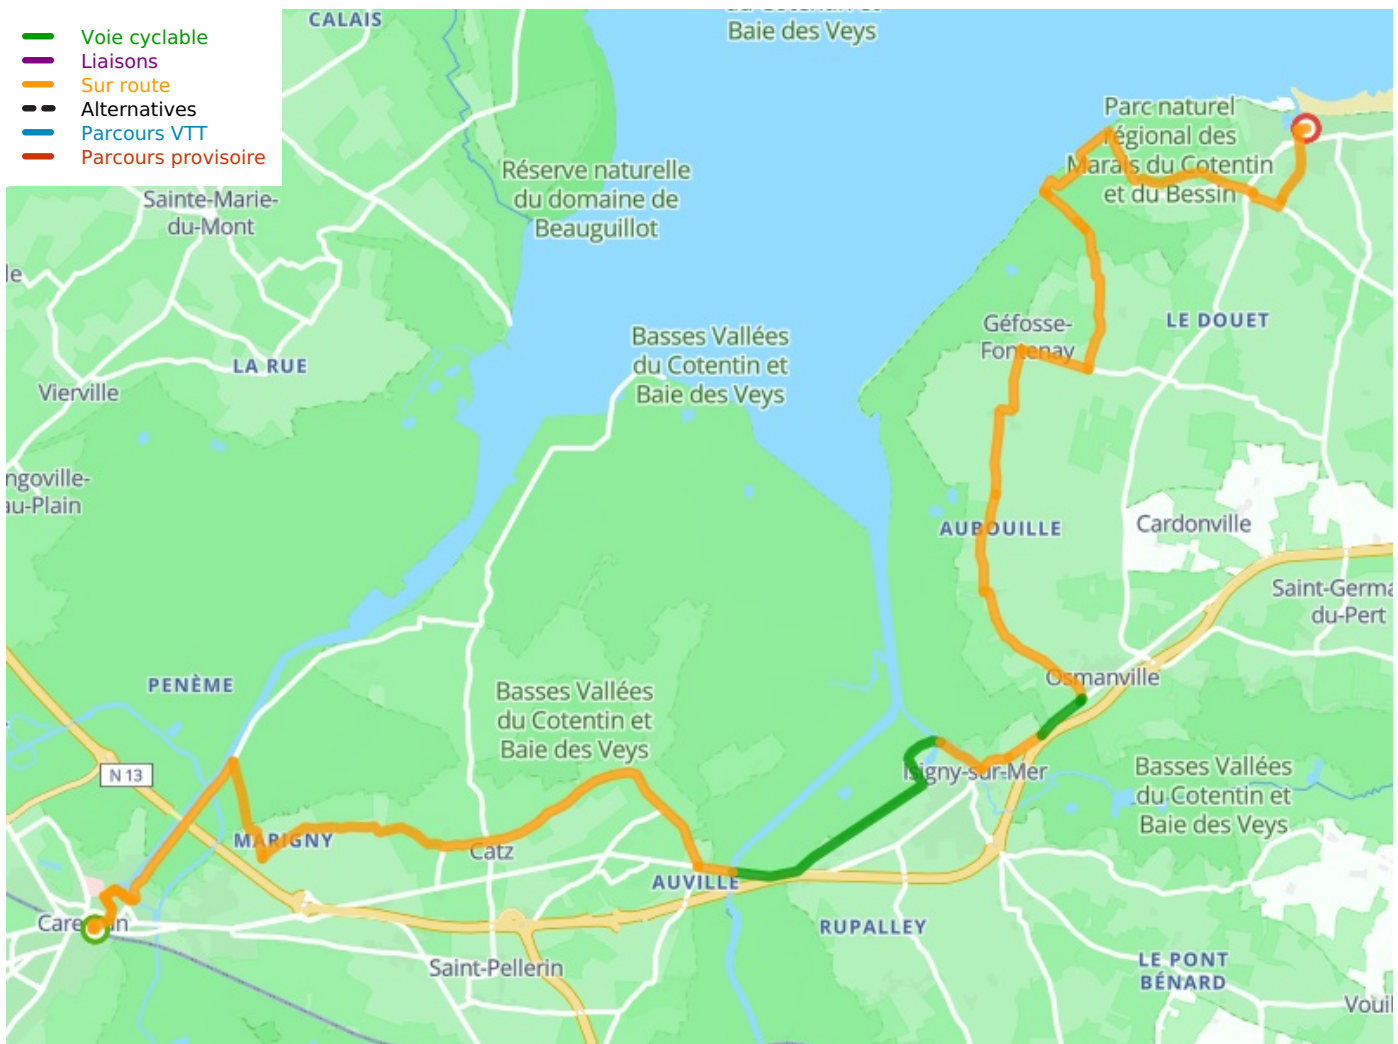 Voie cyclable
Liaisons
Sur route
Alternatives
Parcours VTT
Parcours provisoire
CALAIS
Baie des Veys
Parc naturel
régional des
Marais du Cotentin
et du Bessin
Réserve naturelle
du domaine de
Beauguillot
Sainte-Marie-
du-Mont
le
Géfosse-
Fontenay
LE DOUET
Basses Vallées
du Cotentin et
Baie des Veys
LA RUE
Vierville
ngoville-
au-Plain
AUBOUILLE
Cardonville
Saint-Germa
du-Pert
Osmanville
PENÈME
Basses Vallées
du Cotentin et
Baie des Veys
N 13
Isigny-sur-Mer
Basses Vallées
du Cotentin et
Baie des Veys
MARIGNY
Catz
AUVILLE
Carentan
RUPALLEY
Saint-Pellerin
LE PONT
BÉNARD
Vouil